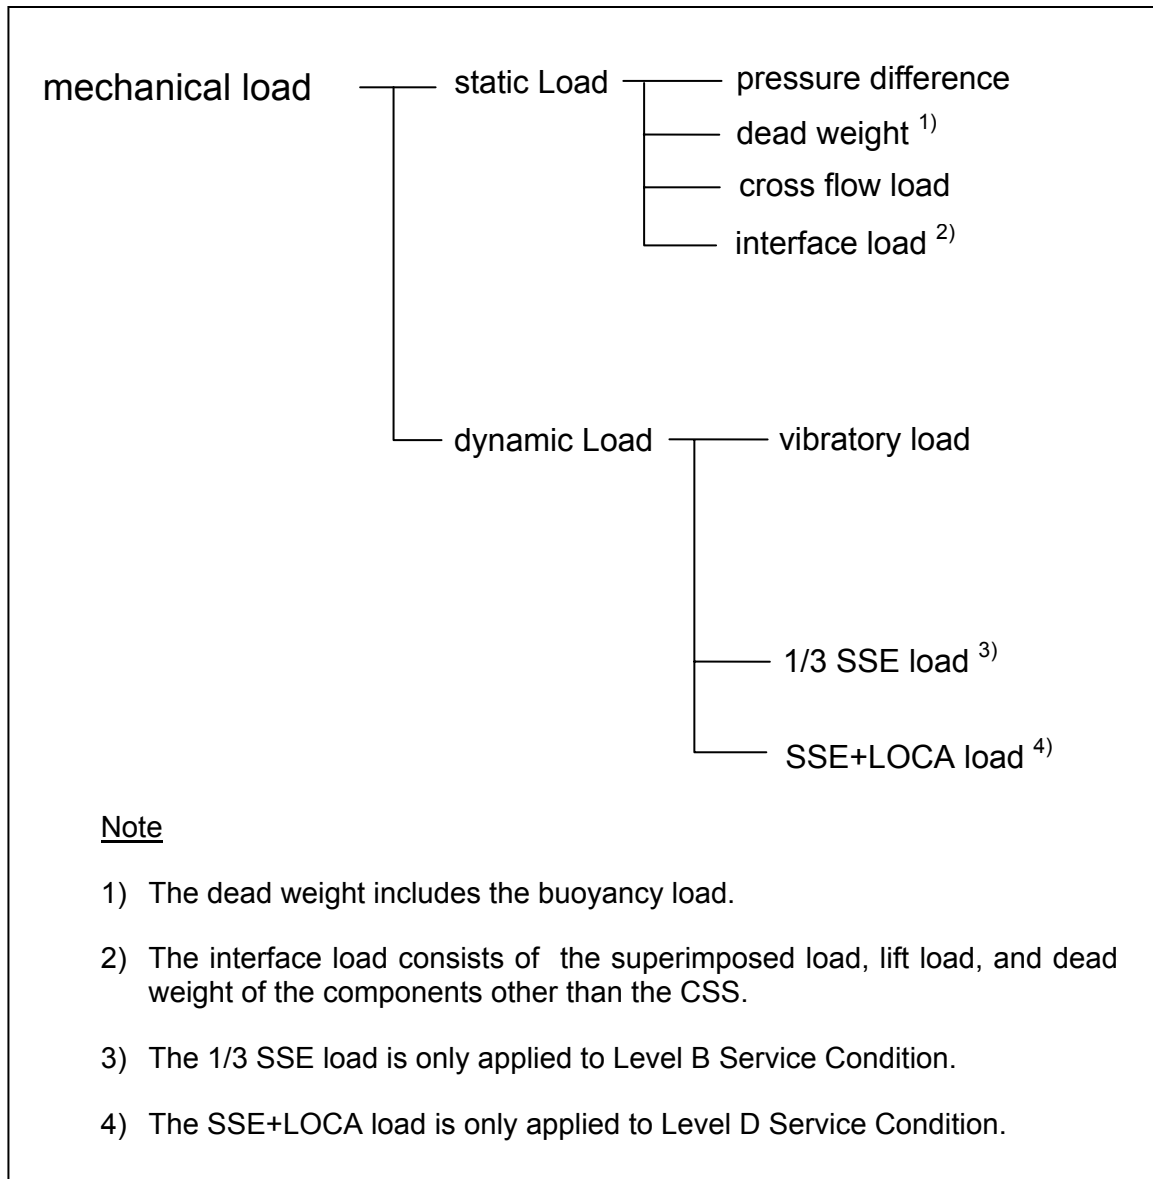 mechanical load
static Load
pressure difference
dead weight 1)
cross flow load
interface load 2)
dynamic Load
vibratory load
1/3 SSE load 3)
SSE+LOCA load 4)
Note
1) The dead weight includes the buoyancy load.
2) The interface load consists of the superimposed load, lift load, and dead
weight of the components other than the CSS.
3) The 1/3 SSE load is only applied to Level B Service Condition.
4) The SSE+LOCA load is only applied to Level D Service Condition.